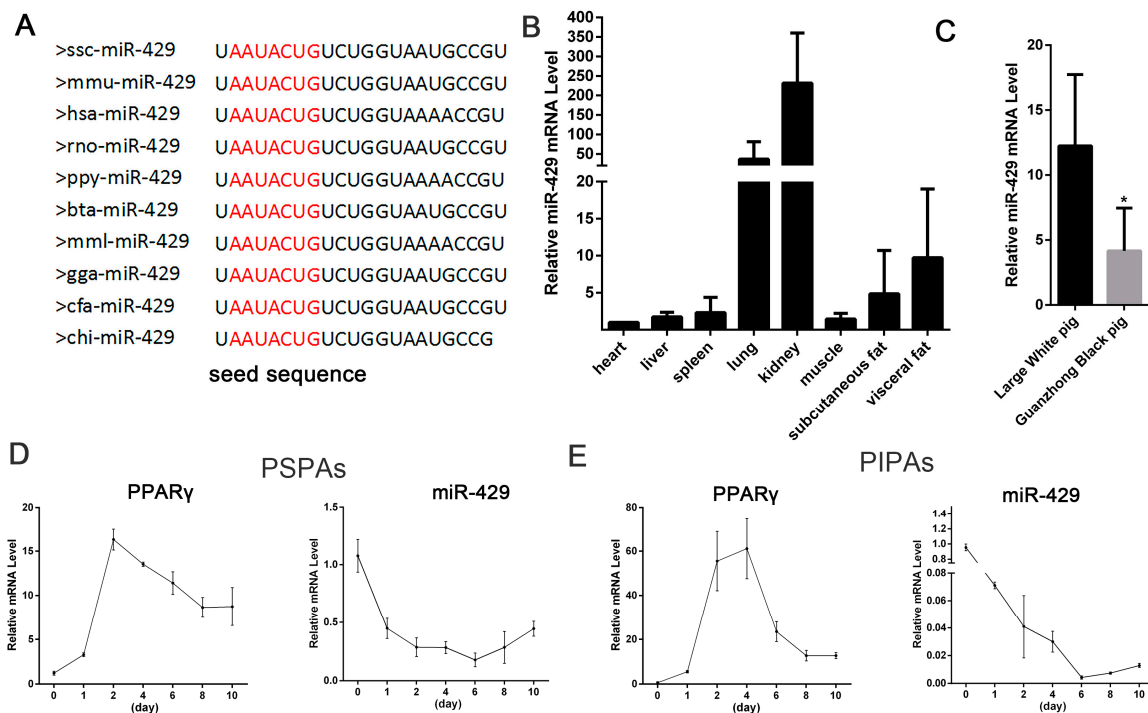 A
>ssc-miR-429 UAAUACUGUCUGGUAAUGCCGU
>mmu-miR-429 UAAUACUGUCUGGUAAUGCCGU
>hsa-miR-429 UAAUACUGUCUGGUAAAACCGU
>rno-miR-429 UAAUACUGUCUGGUAAUGCCGU
>ppy-miR-429 UAAUACUGUCUGGUAAAACCGU
>bta-miR-429 UAAUACUGUCUGGUAAUGCCGU
>mml-miR-429 UAAUACUGUCUGGUAAAACCGU
>gga-miR-429 UAAUACUGUCUGGUAAUGCCGU
>cfa-miR-429 UAAUACUGUCUGGUAAUGCCGU
>chi-miR-429 UAAUACUGUCUGGUAAUGCCG
seed sequence
B
Relative miR-429 mRNA Level
400
350
300
250
200
150
100
50
20
15
10
5
heart
liver
spleen
lung
kidney
muscle
subcutaneous fat
visceral fat
C
Relative miR-429 mRNA Level
20
15
10
5
0
*
Large White pig
Guanzhong Black pig
D
PSPAs
PPARγ
Relative mRNA Level
20
15
10
5
0
0 1 2 4 6 8 10
(day)
miR-429
Relative mRNA Level
1.5
1.0
0.5
0.0
0 1 2 4 6 8 10
(day)
E
PIPAs
PPARγ
Relative mRNA Level
80
60
40
20
0
0 1 2 4 6 8 10
(day)
miR-429
Relative mRNA Level
1.4
1.2
1.0
0.8
0.08
0.06
0.04
0.02
0.00
0 1 2 4 6 8 10
(day)